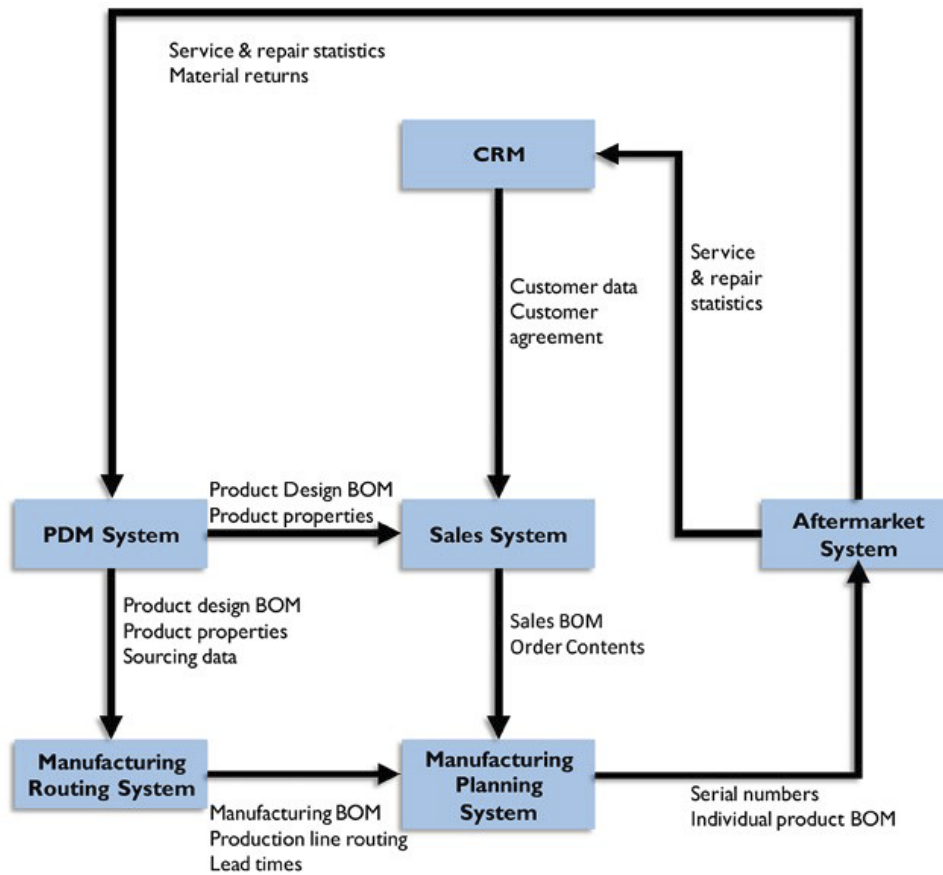 Service & repair statistics
Material returns
CRM
Service
& repair
statistics
Customer data
Customer
agreement
Product Design BOM
Product properties
PDM System
Sales System
Aftermarket
System
Product design BOM
Product properties
Sourcing data
Sales BOM
Order Contents
Manufacturing
Routing System
Manufacturing
Planning
System
Manufacturing BOM
Production line routing
Lead times
Serial numbers
Individual product BOM